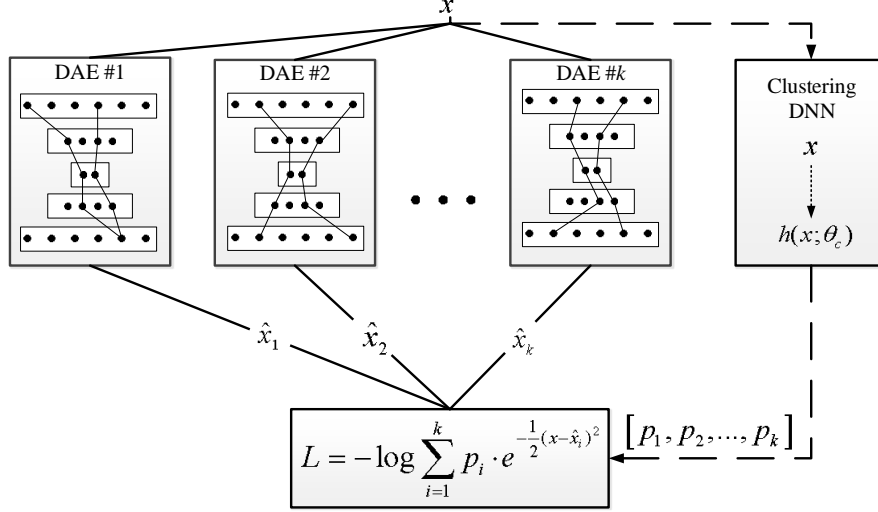 x
DAE #1
DAE #2
DAE #k
Clustering
DNN
x
h(x;θ_c)
x̂_1
x̂_2
x̂_k
[p_1, p_2, ..., p_k]
L = −log ∑_{i=1}^{k} p_i · e^{−\frac{1}{2}(x−x̂_i)^2}